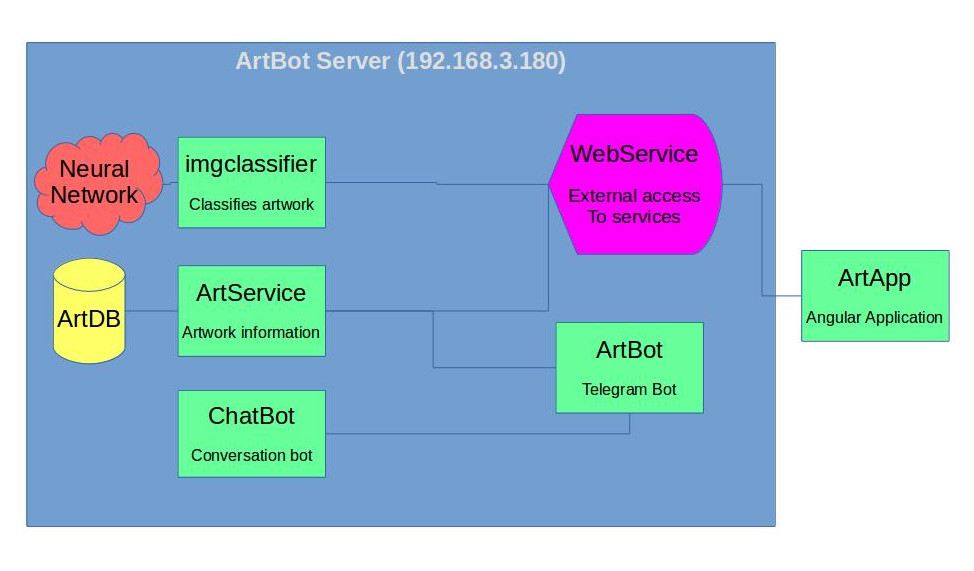 ArtBot Server (192.168.3.180)
Neural
Network
imgclassifier
Classifies artwork
WebService
External access
To services
ArtDB
ArtService
Artwork information
ArtApp
Angular Application
ArtBot
Telegram Bot
ChatBot
Conversation bot